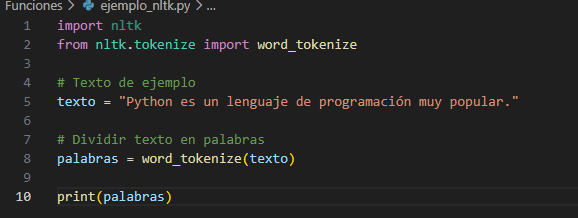 Funciones > ejemplo_nltk.py > ...
1 import nltk
2 from nltk.tokenize import word_tokenize
3
4 # Texto de ejemplo
5 texto = "Python es un lenguaje de programación muy popular."
6
7 # Dividir texto en palabras
8 palabras = word_tokenize(texto)
9
10 print(palabras)